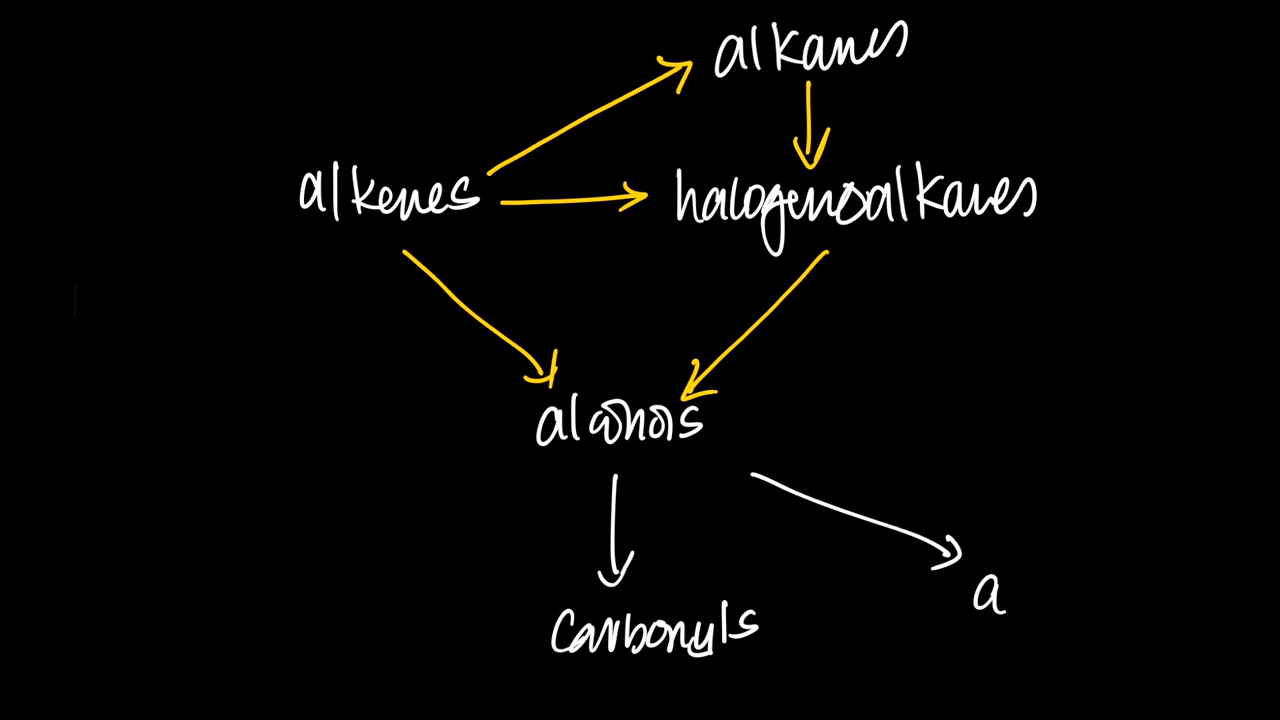 alkanes
alkenes
halogenoalkanes
alcohols
carbonyls
a